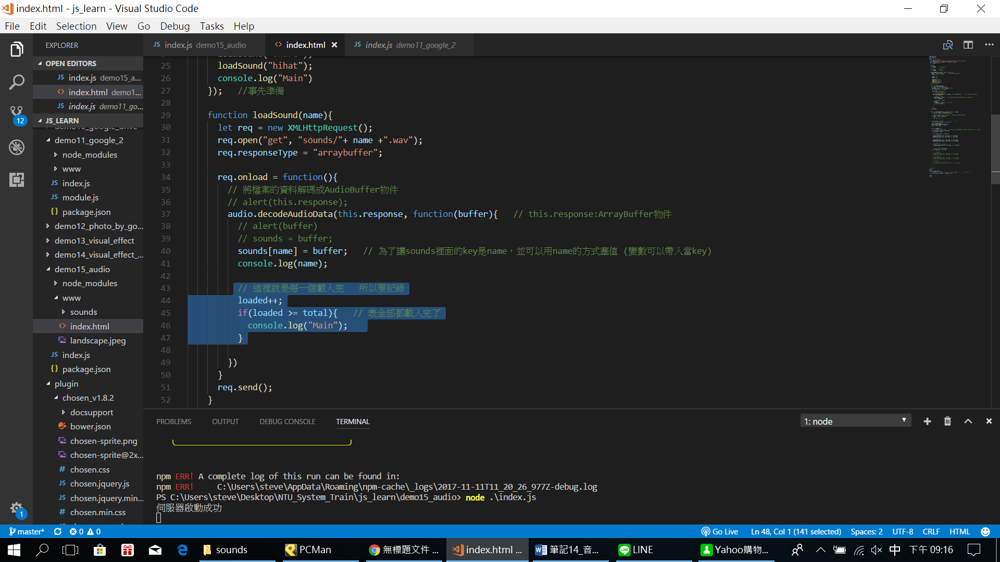 index.html - js_learn - Visual Studio Code
File Edit Selection View Go Debug Tasks Help
EXPLORER
OPEN EDITORS
index.js demo15_a...
index.html demo1...
index.js demo11_go...
12
JS_LEARN
demo10_google_drive
demo11_google_2
node_modules
www
index.js
module.js
package.json
demo12_photo_by_go...
demo13_visual_effect
demo14_visual_effect_...
demo15_audio
node_modules
www
sounds
index.html
landscape.jpeg
index.js
package.json
plugin
chosen_v1.8.2
docsupport
bower.json
chosen-sprite.png
chosen-sprite@2x...
chosen.css
chosen.jquery.js
chosen.jquery.min...
chosen.min.css
1
index.js demo15_audio
index.html
index.js demo11_google_2
25 loadSound("hihat");
26 console.log("Main")
27 }); //事先準備
28
29 function loadSound(name){
30 let req = new XMLHttpRequest();
31 req.open("get", "sounds/"+ name +".wav");
32 req.responseType = "arraybuffer";
33
34 req.onload = function(){
35 // 將檔案的資料解碼成AudioBuffer物件
36 // alert(this.response);
37 audio.decodeAudioData(this.response, function(buffer){ // this.response:ArrayBuffer物件
38 // alert(buffer)
39 // sounds = buffer;
40 sounds[name] = buffer; // 為了讓sounds裡面的key是name，並可以用name的方式塞值 (變數可以帶入當key)
41 console.log(name);
42
43 // 這裡就是每一個載入完 所以要記錄
44 loaded++;
45 if(loaded >= total){ // 表全部都載入完了
46 console.log("Main");
47 }
48
49 })
50 }
51 req.send();
52 }
PROBLEMS OUTPUT DEBUG CONSOLE TERMINAL
1: node
npm ERR! A complete log of this run can be found in:
npm ERR! C:\Users\steve\AppData\Roaming\npm-cache\_logs\2017-11-11T11_20_26_977Z-debug.log
PS C:\Users\steve\Desktop\NTU_System_Train\js_learn\demo15_audio> node .\index.js
伺服器啟動成功
master* 0 0
Go Live Ln 48, Col 1 (141 selected) Spaces: 2 UTF-8 CRLF HTML
sounds PCMan 無標題文件 ... index.html ... 筆記14_音... LINE Yahoo購物... 中 下午 09:16